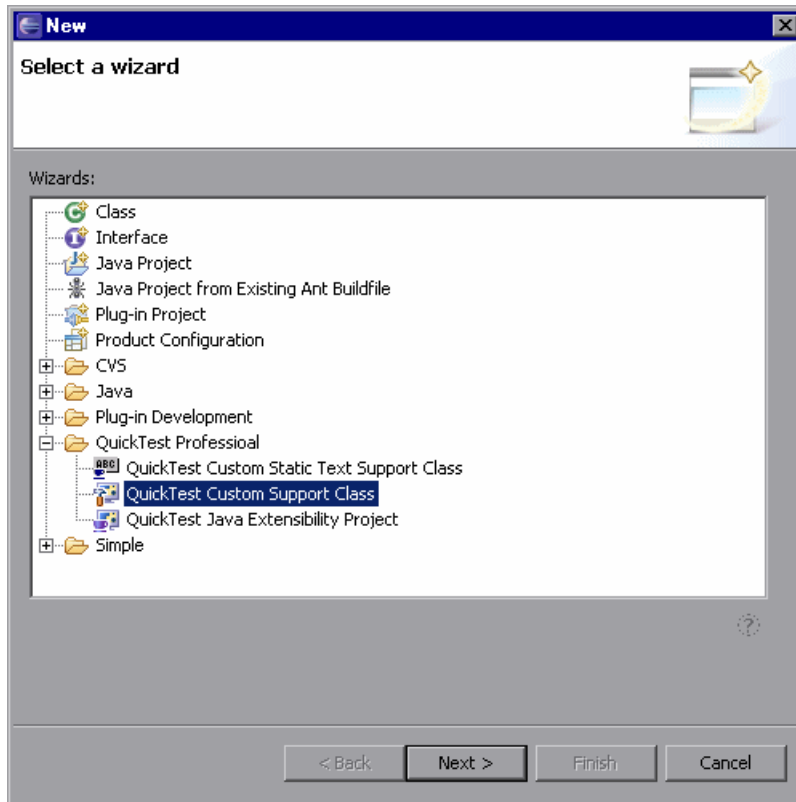 New
Select a wizard
Wizards:
Class
Interface
Java Project
Java Project from Existing Ant Buildfile
Plug-in Project
Product Configuration
CVS
Java
Plug-in Development
QuickTest Professioal
ABC
QuickTest Custom Static Text Support Class
QuickTest Custom Support Class
QuickTest Java Extensibility Project
Simple
?
< Back
Next >
Finish
Cancel